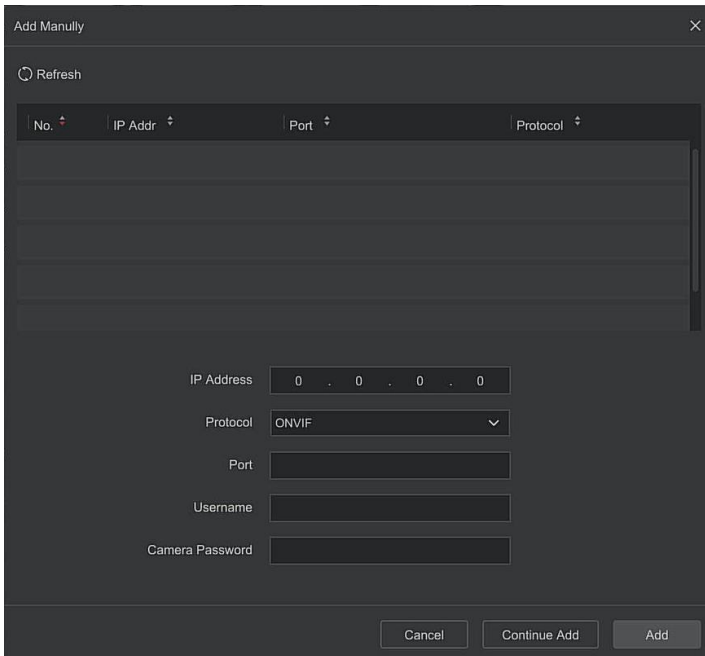 Add Manully
Refresh
No. IP Addr Port Protocol
IP Address 0 . 0 . 0 . 0
Protocol ONVIF
Port
Username
Camera Password
Cancel Continue Add Add